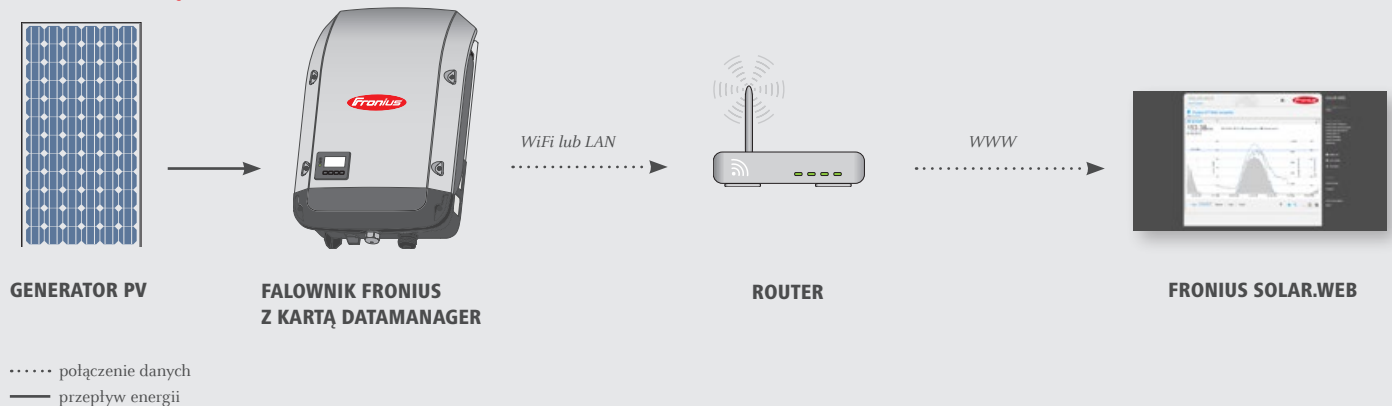 Fronius
WiFi lub LAN
WWW
GENERATOR PV
FALOWNIK FRONIUS
Z KARTĄ DATAMANAGER
ROUTER
FRONIUS SOLAR.WEB
połączenie danych
przepływ energii